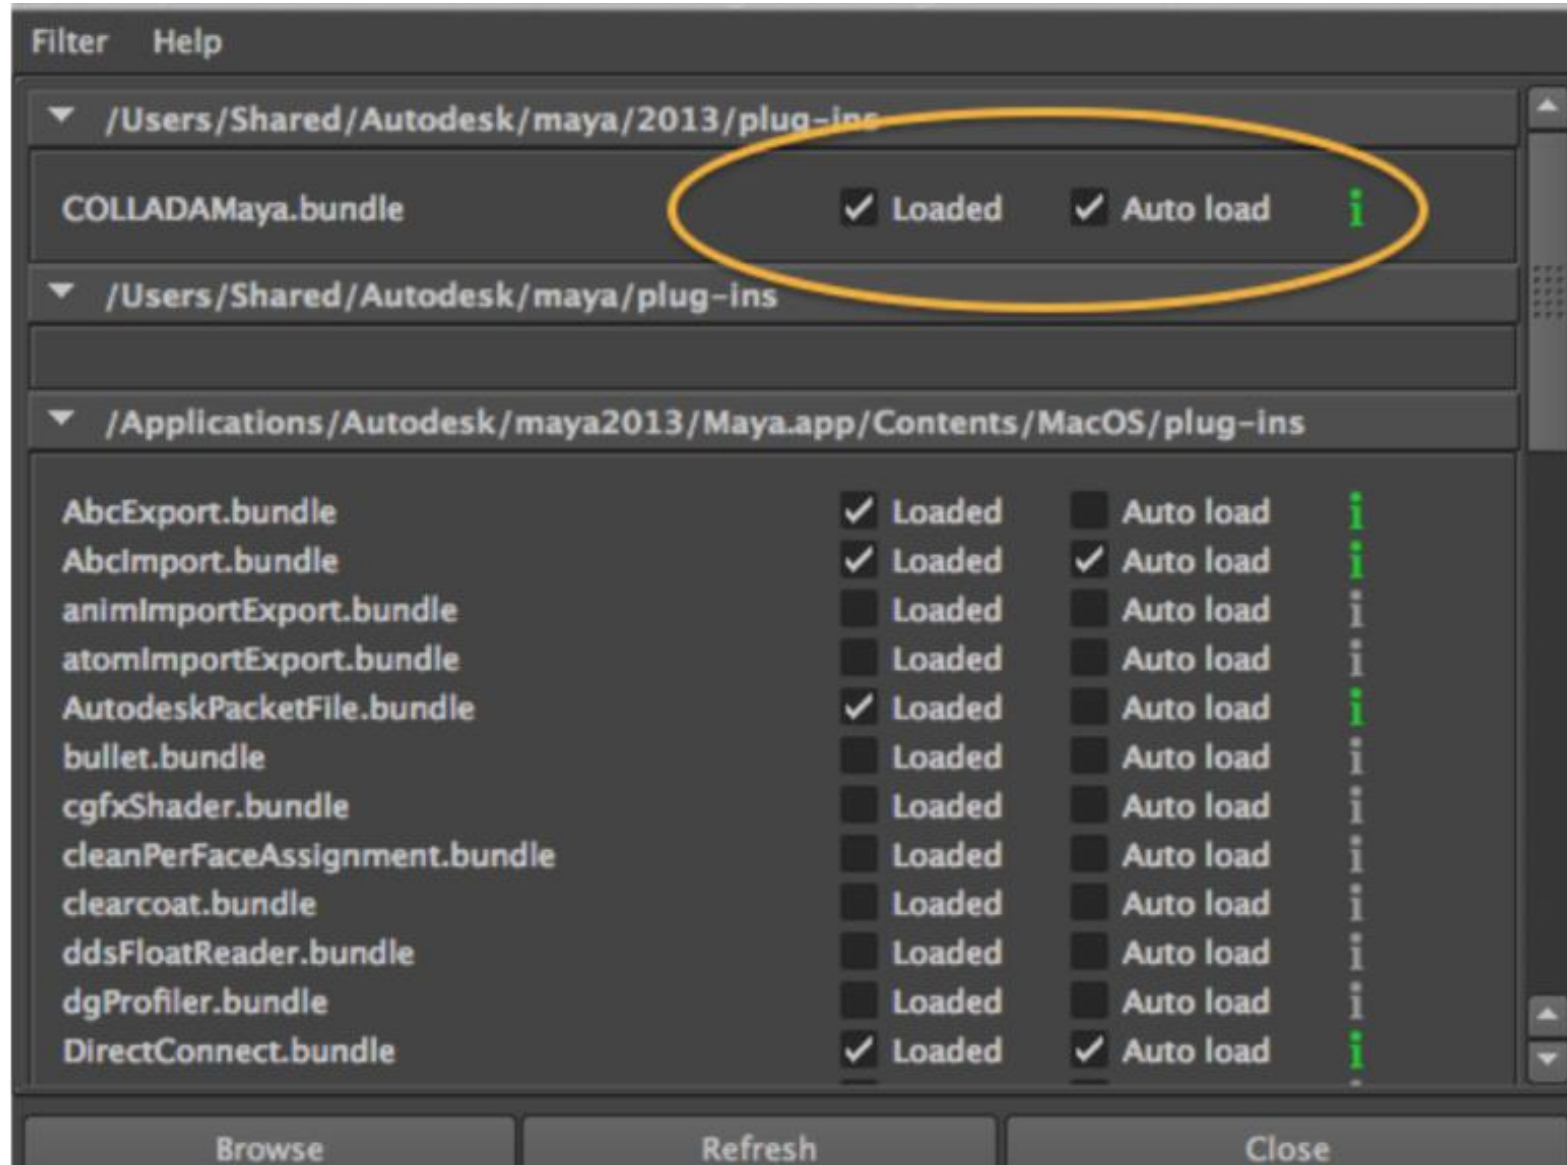 Filter Help
/Users/Shared/Autodesk/maya/2013/plug-ins
COLLADAMaya.bundle Loaded Auto load i
/Users/Shared/Autodesk/maya/plug-ins
/Applications/Autodesk/maya2013/Maya.app/Contents/MacOS/plug-ins
AbcExport.bundle Loaded Auto load i
AbcImport.bundle Loaded Auto load i
animImportExport.bundle Loaded Auto load i
atomImportExport.bundle Loaded Auto load i
AutodeskPacketFile.bundle Loaded Auto load i
bullet.bundle Loaded Auto load i
cgfxShader.bundle Loaded Auto load i
cleanPerFaceAssignment.bundle Loaded Auto load i
clearcoat.bundle Loaded Auto load i
ddsFloatReader.bundle Loaded Auto load i
dgProfiler.bundle Loaded Auto load i
DirectConnect.bundle Loaded Auto load i
Browse Refresh Close